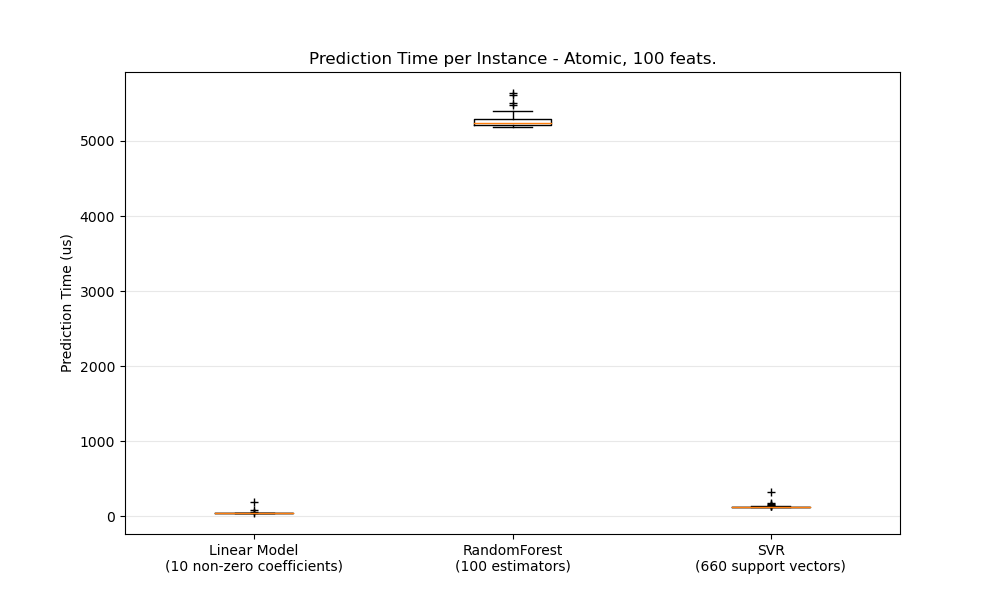 Prediction Time per Instance - Atomic, 100 feats.
Prediction Time (us)
5000
4000
3000
2000
1000
0
Linear Model
(10 non-zero coefficients)
RandomForest
(100 estimators)
SVR
(660 support vectors)